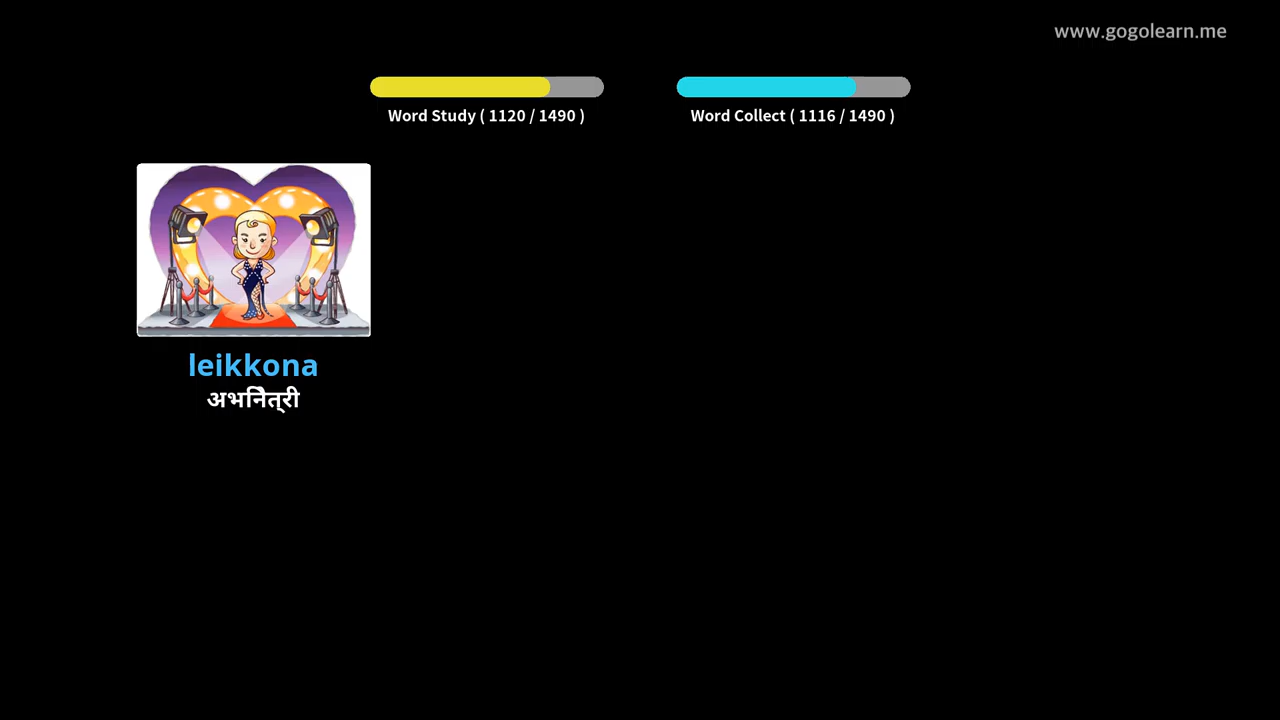 www.gogolearn.me
Word Study ( 1120 / 1490 )
Word Collect ( 1116 / 1490 )
leikkona
अभिनेत्री